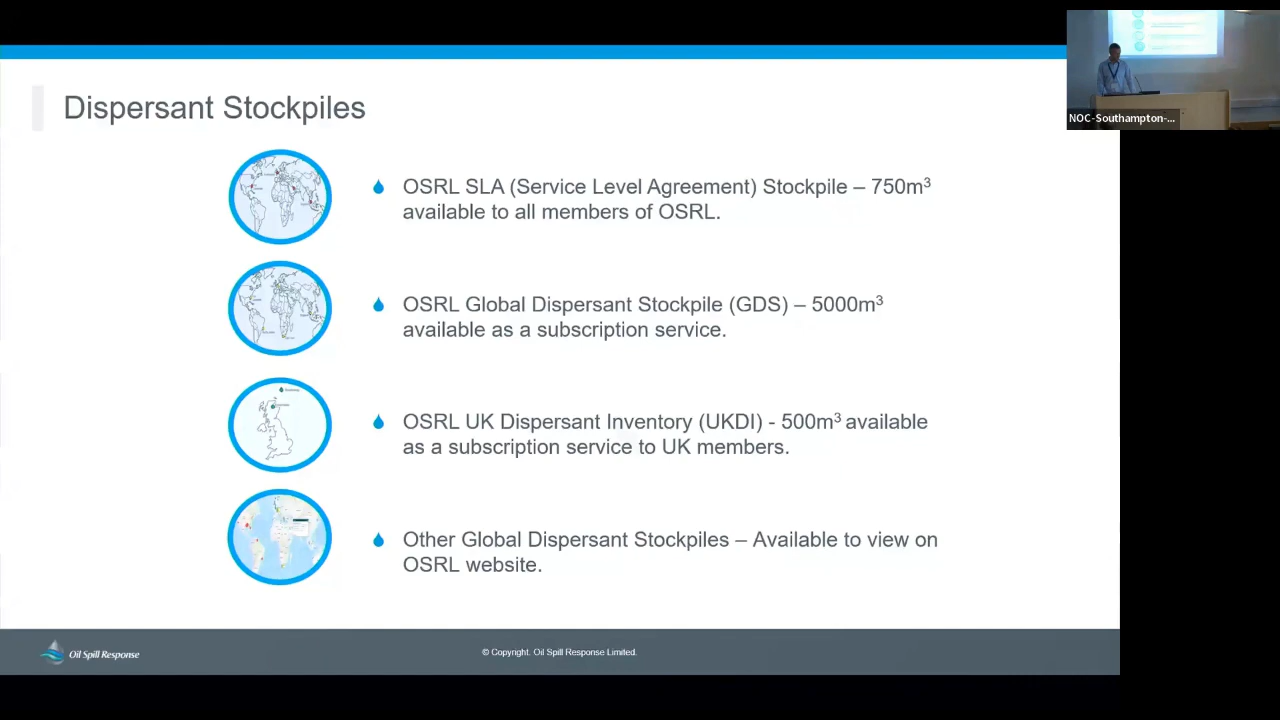 Dispersant Stockpiles
OSRL SLA (Service Level Agreement) Stockpile – 750m³
available to all members of OSRL.
OSRL Global Dispersant Stockpile (GDS) – 5000m³
available as a subscription service.
OSRL UK Dispersant Inventory (UKDI) - 500m³ available
as a subscription service to UK members.
Other Global Dispersant Stockpiles – Available to view on
OSRL website.
Oil Spill Response
© Copyright. Oil Spill Response Limited.
NOC-Southampton-...